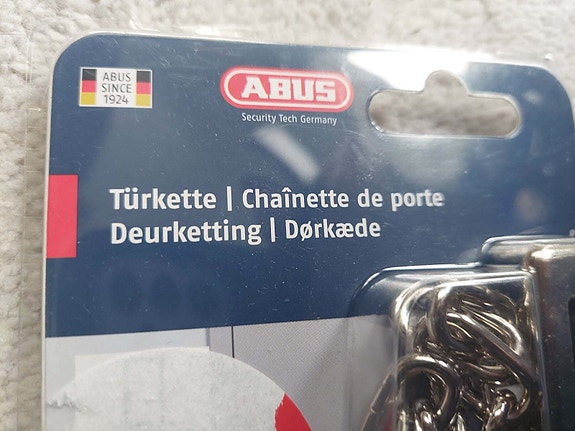 ABUS
SINCE
1924
ABUS
Security Tech Germany
Türkette | Chaînette de porte
Deurketting | Dørkæde